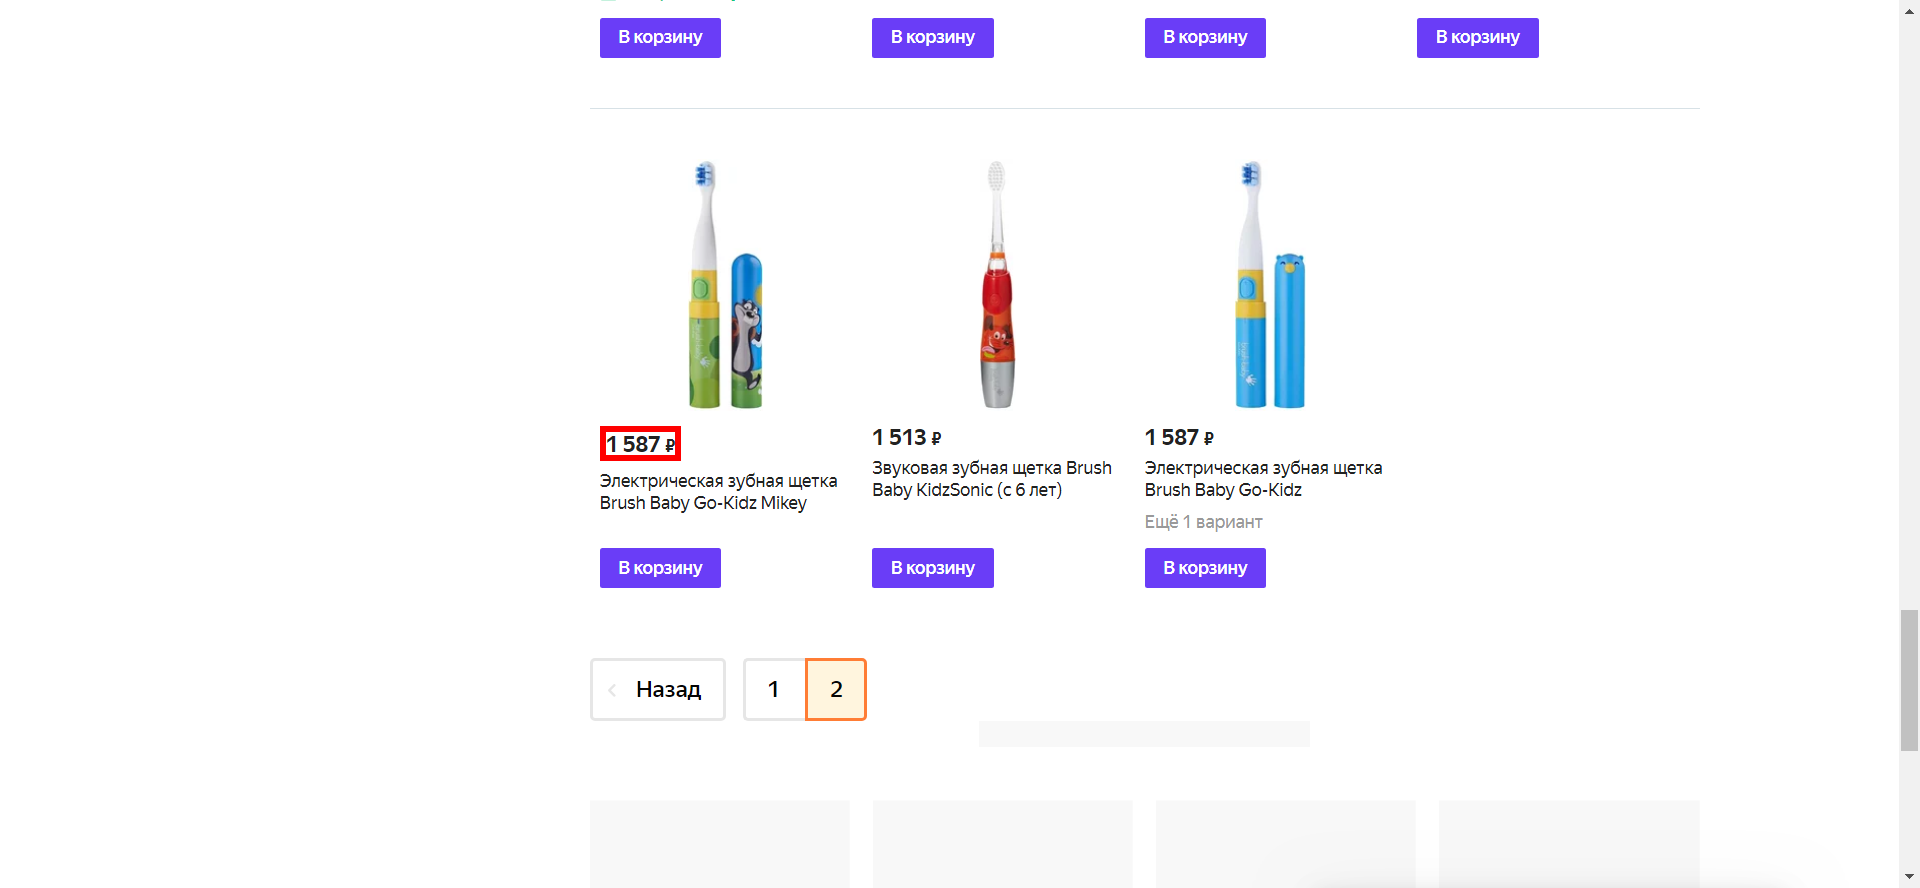 В корзину
В корзину
В корзину
В корзину
1 587 ₽
Электрическая зубная щетка
Brush Baby Go-Kidz Mikey
В корзину
1 513 ₽
Звуковая зубная щетка Brush
Baby KidzSonic (с 6 лет)
В корзину
1 587 ₽
Электрическая зубная щетка
Brush Baby Go-Kidz
Ещё 1 вариант
В корзину
Назад
1
2